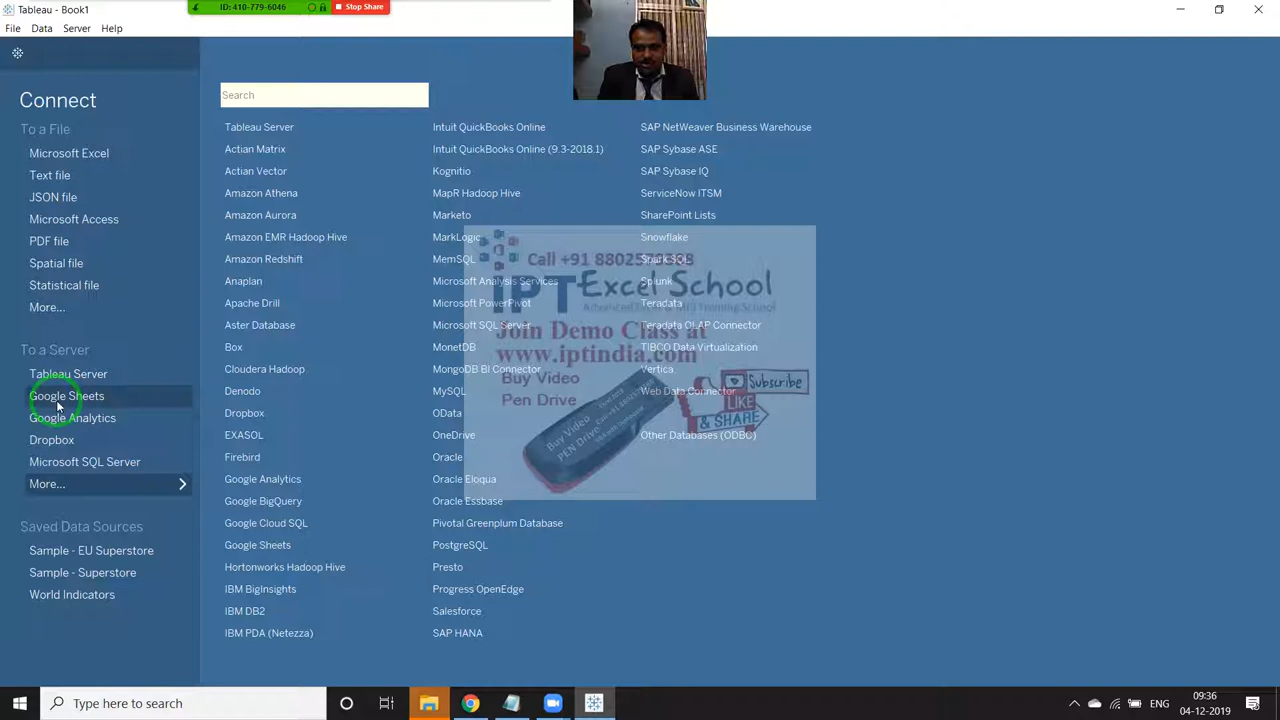 Tableau - Book1
ID: 410-779-6046
Stop Share
File
Data
Server
Help
Connect
To a File
Microsoft Excel
Text file
JSON file
Microsoft Access
PDF file
Spatial file
Statistical file
More...
To a Server
Tableau Server
Google Sheets
Google Analytics
Dropbox
Microsoft SQL Server
More...
Saved Data Sources
Sample - EU Superstore
Sample - Superstore
World Indicators
Search
Tableau Server
Actian Matrix
Actian Vector
Amazon Athena
Amazon Aurora
Amazon EMR Hadoop Hive
Amazon Redshift
Anaplan
Apache Drill
Aster Database
Box
Cloudera Hadoop
Denodo
Dropbox
EXASOL
Firebird
Google Analytics
Google BigQuery
Google Cloud SQL
Google Sheets
Hortonworks Hadoop Hive
IBM BigInsights
IBM DB2
IBM PDA (Netezza)
Intuit QuickBooks Online
Intuit QuickBooks Online (9.3-2018.1)
Kognitio
MapR Hadoop Hive
Marketo
MarkLogic
MemSQL
Microsoft Analysis Services
Microsoft PowerPivot
Microsoft SQL Server
MonetDB
MongoDB BI Connector
MySQL
OData
OneDrive
Oracle
Oracle Eloqua
Oracle Essbase
Pivotal Greenplum Database
PostgreSQL
Presto
Progress OpenEdge
Salesforce
SAP HANA
SAP NetWeaver Business Warehouse
SAP Sybase ASE
SAP Sybase IQ
ServiceNow ITSM
SharePoint Lists
Snowflake
Spark SQL
Splunk
Teradata
Teradata OLAP Connector
TIBCO Data Virtualization
Vertica
Web Data Connector
Other Databases (ODBC)
IPT Excel School
Join Demo Class at
www.iptindia.com
Buy Video
Pen Drive
Buy Video
PEN Drive
Subscribe
LIKE
& SHARE
Type here to search
ENG
09:36
04-12-2019